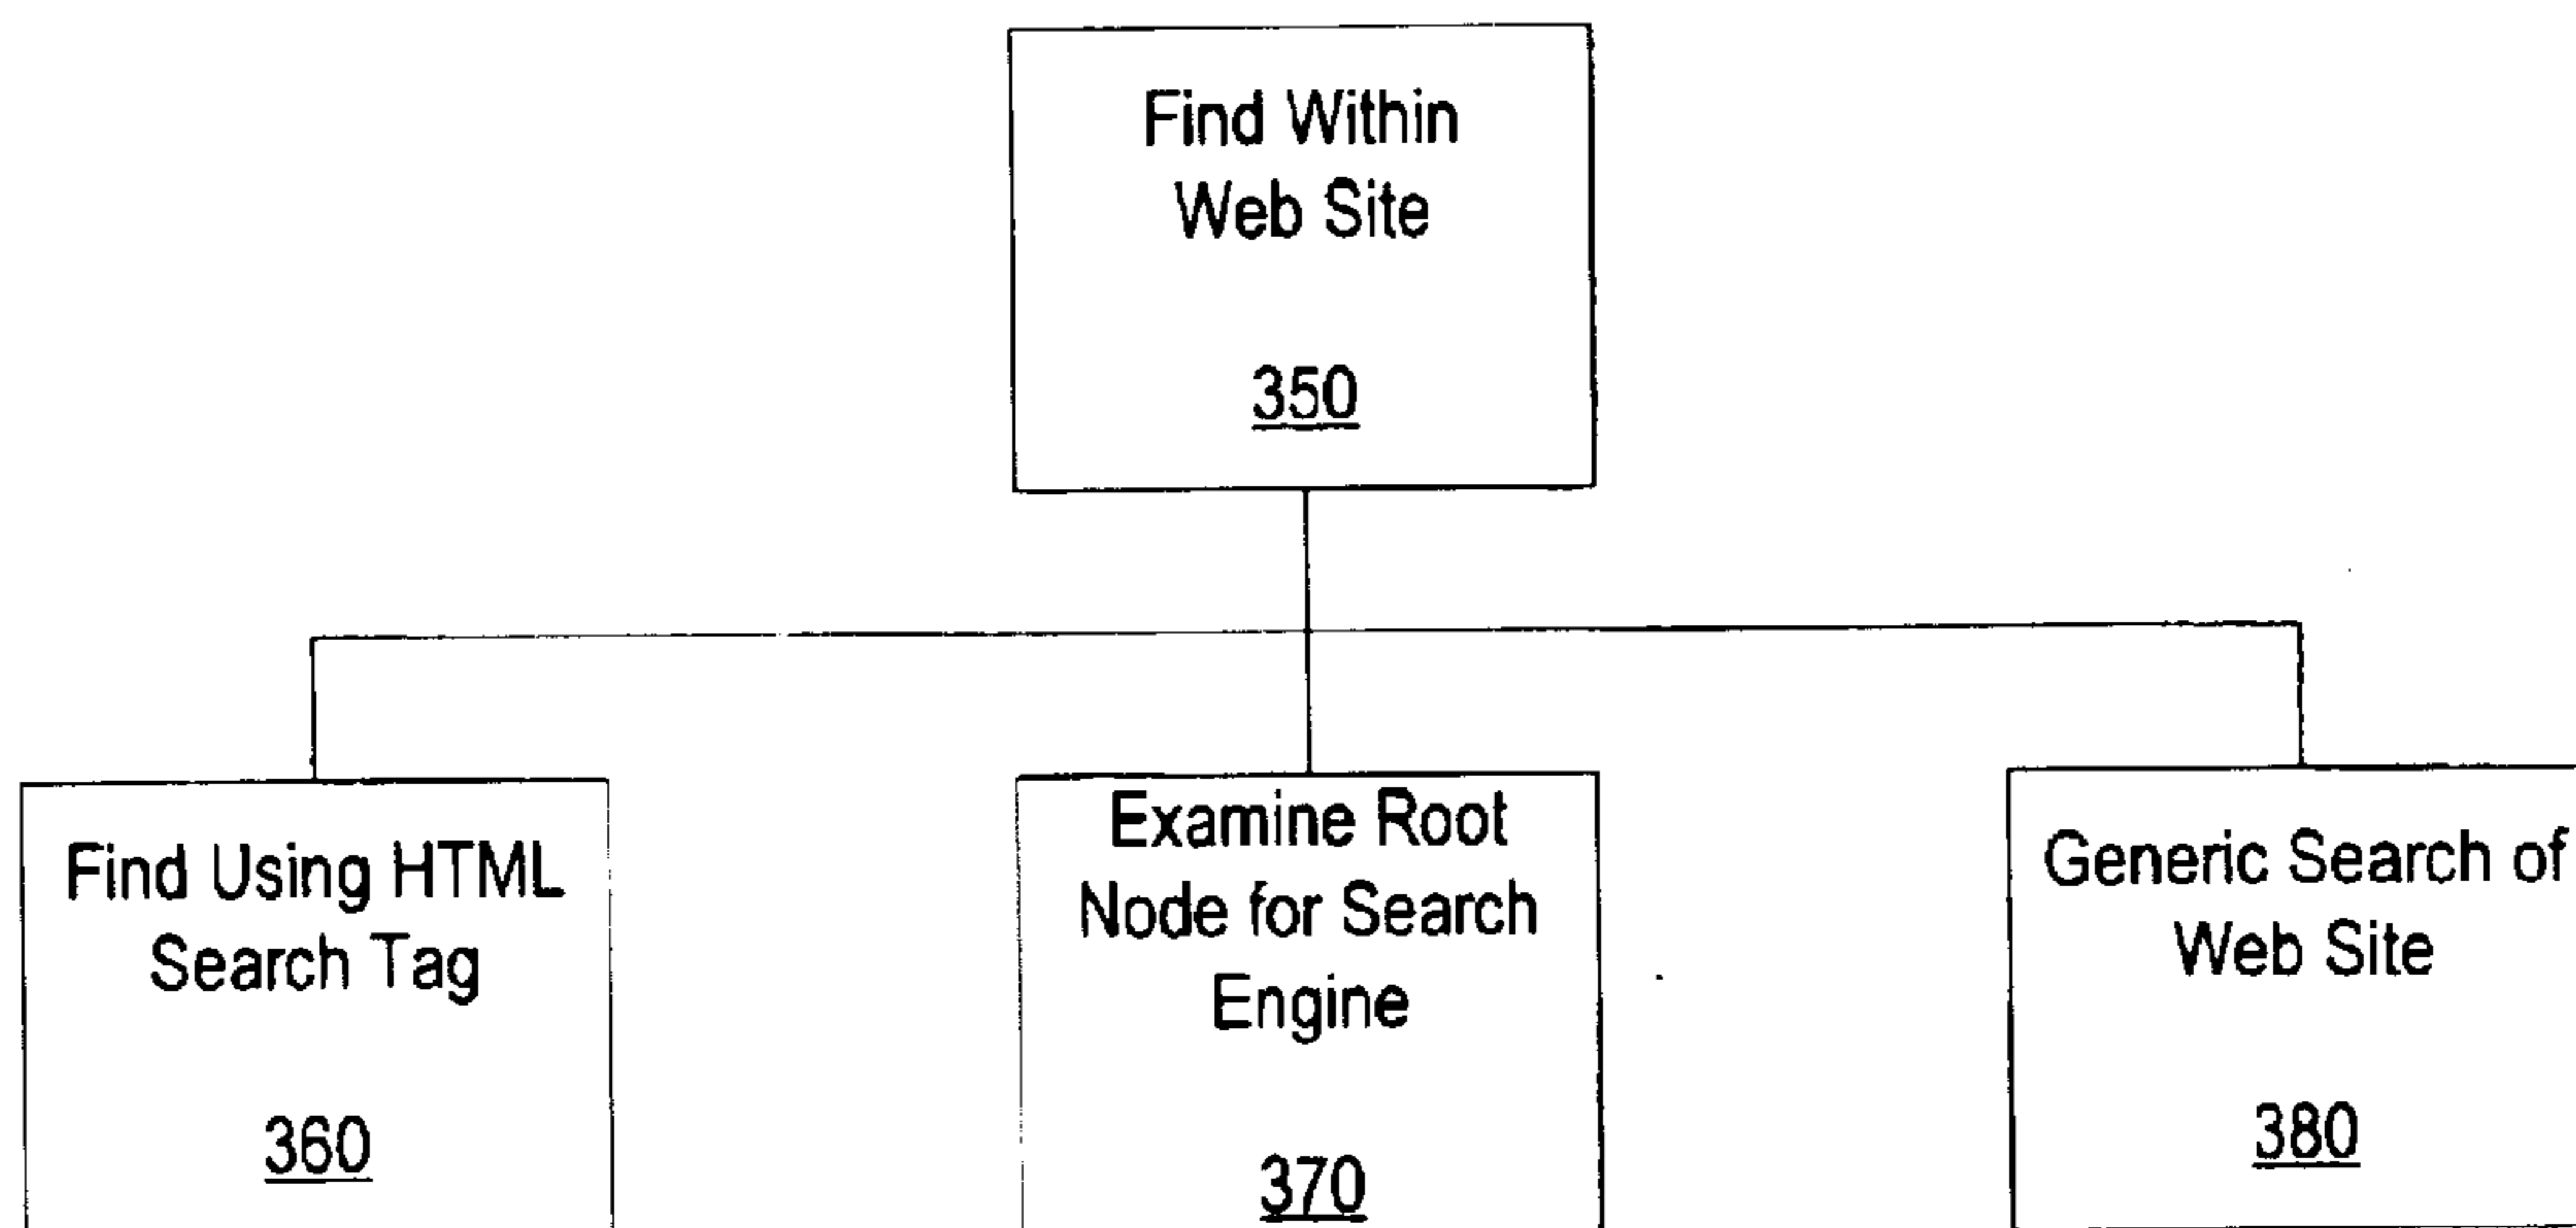 Find Within
Web Site
350
Find Using HTML
Search Tag
360
Examine Root
Node for Search
Engine
370
Generic Search of
Web Site
380